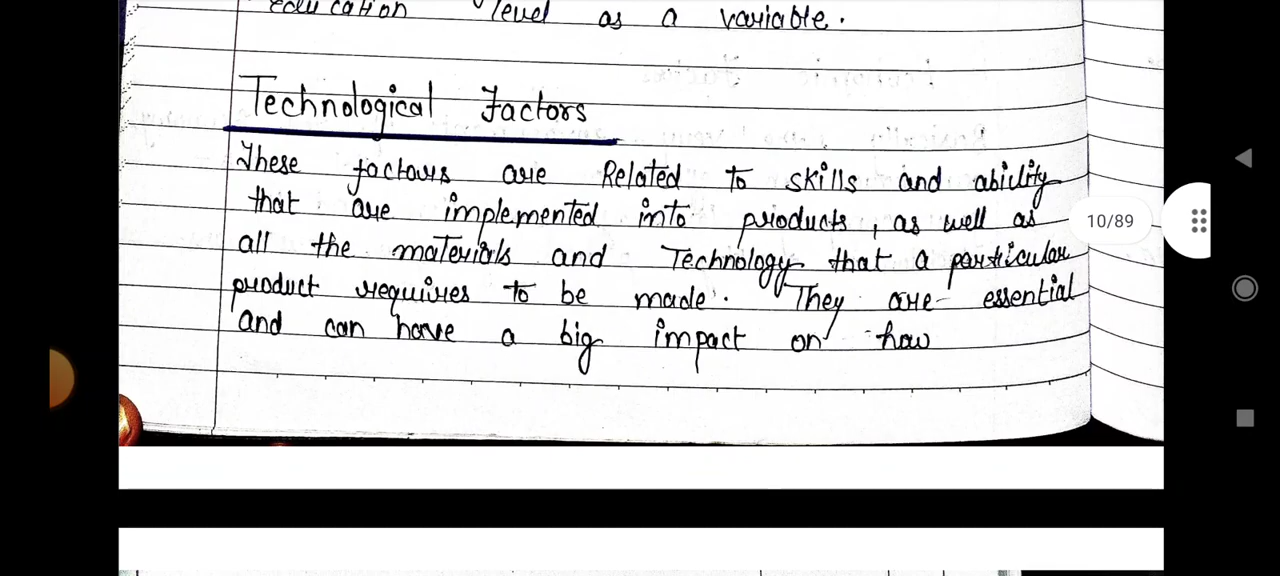 education level as a variable.
Technological Factors
These factors are Related to skills and ability
that are implemented into products, as well as
all the materials and Technology that a particular
product requires to be made. They are essential
and can have a big impact on how
10/89